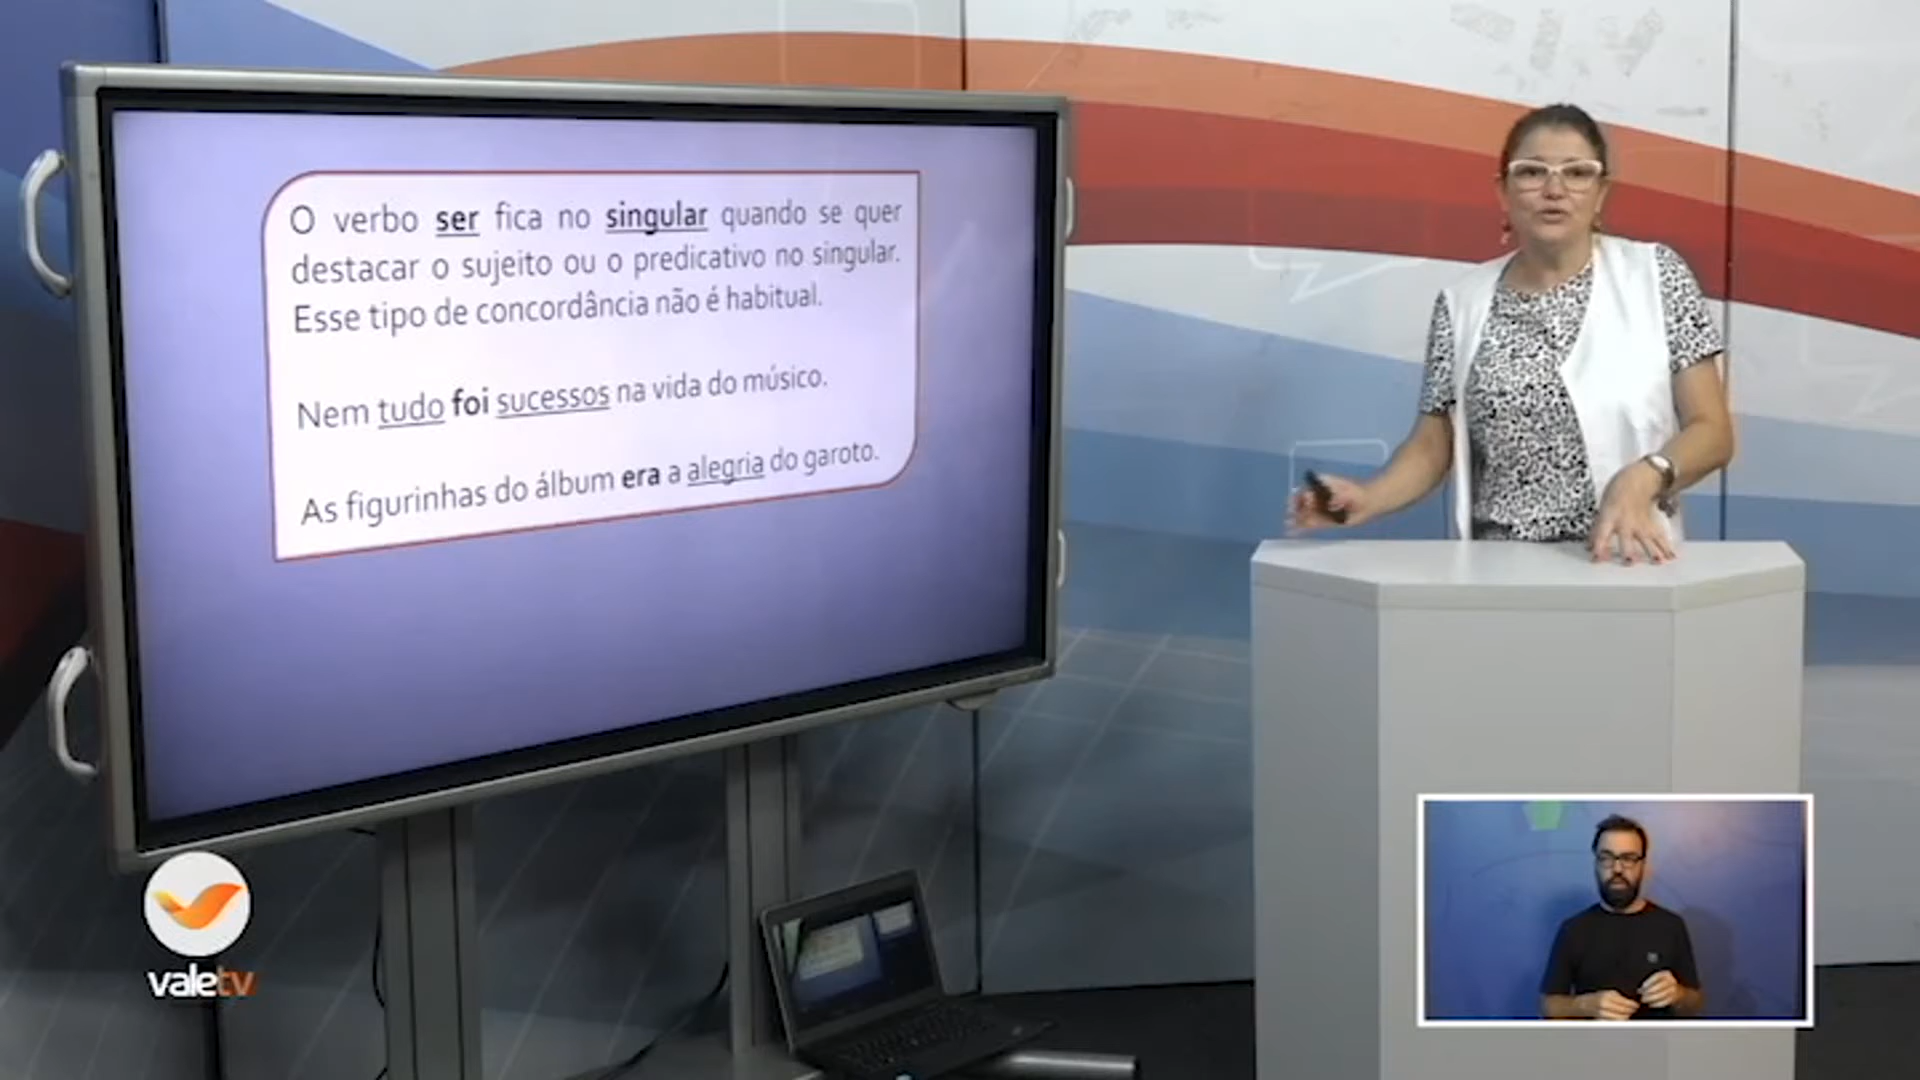 O verbo ser fica no singular quando se quer
destacar o sujeito ou o predicativo no singular.
Esse tipo de concordância não é habitual.
Nem tudo foi sucessos na vida do músico.
As figurinhas do álbum era a alegria do garoto.
valetv